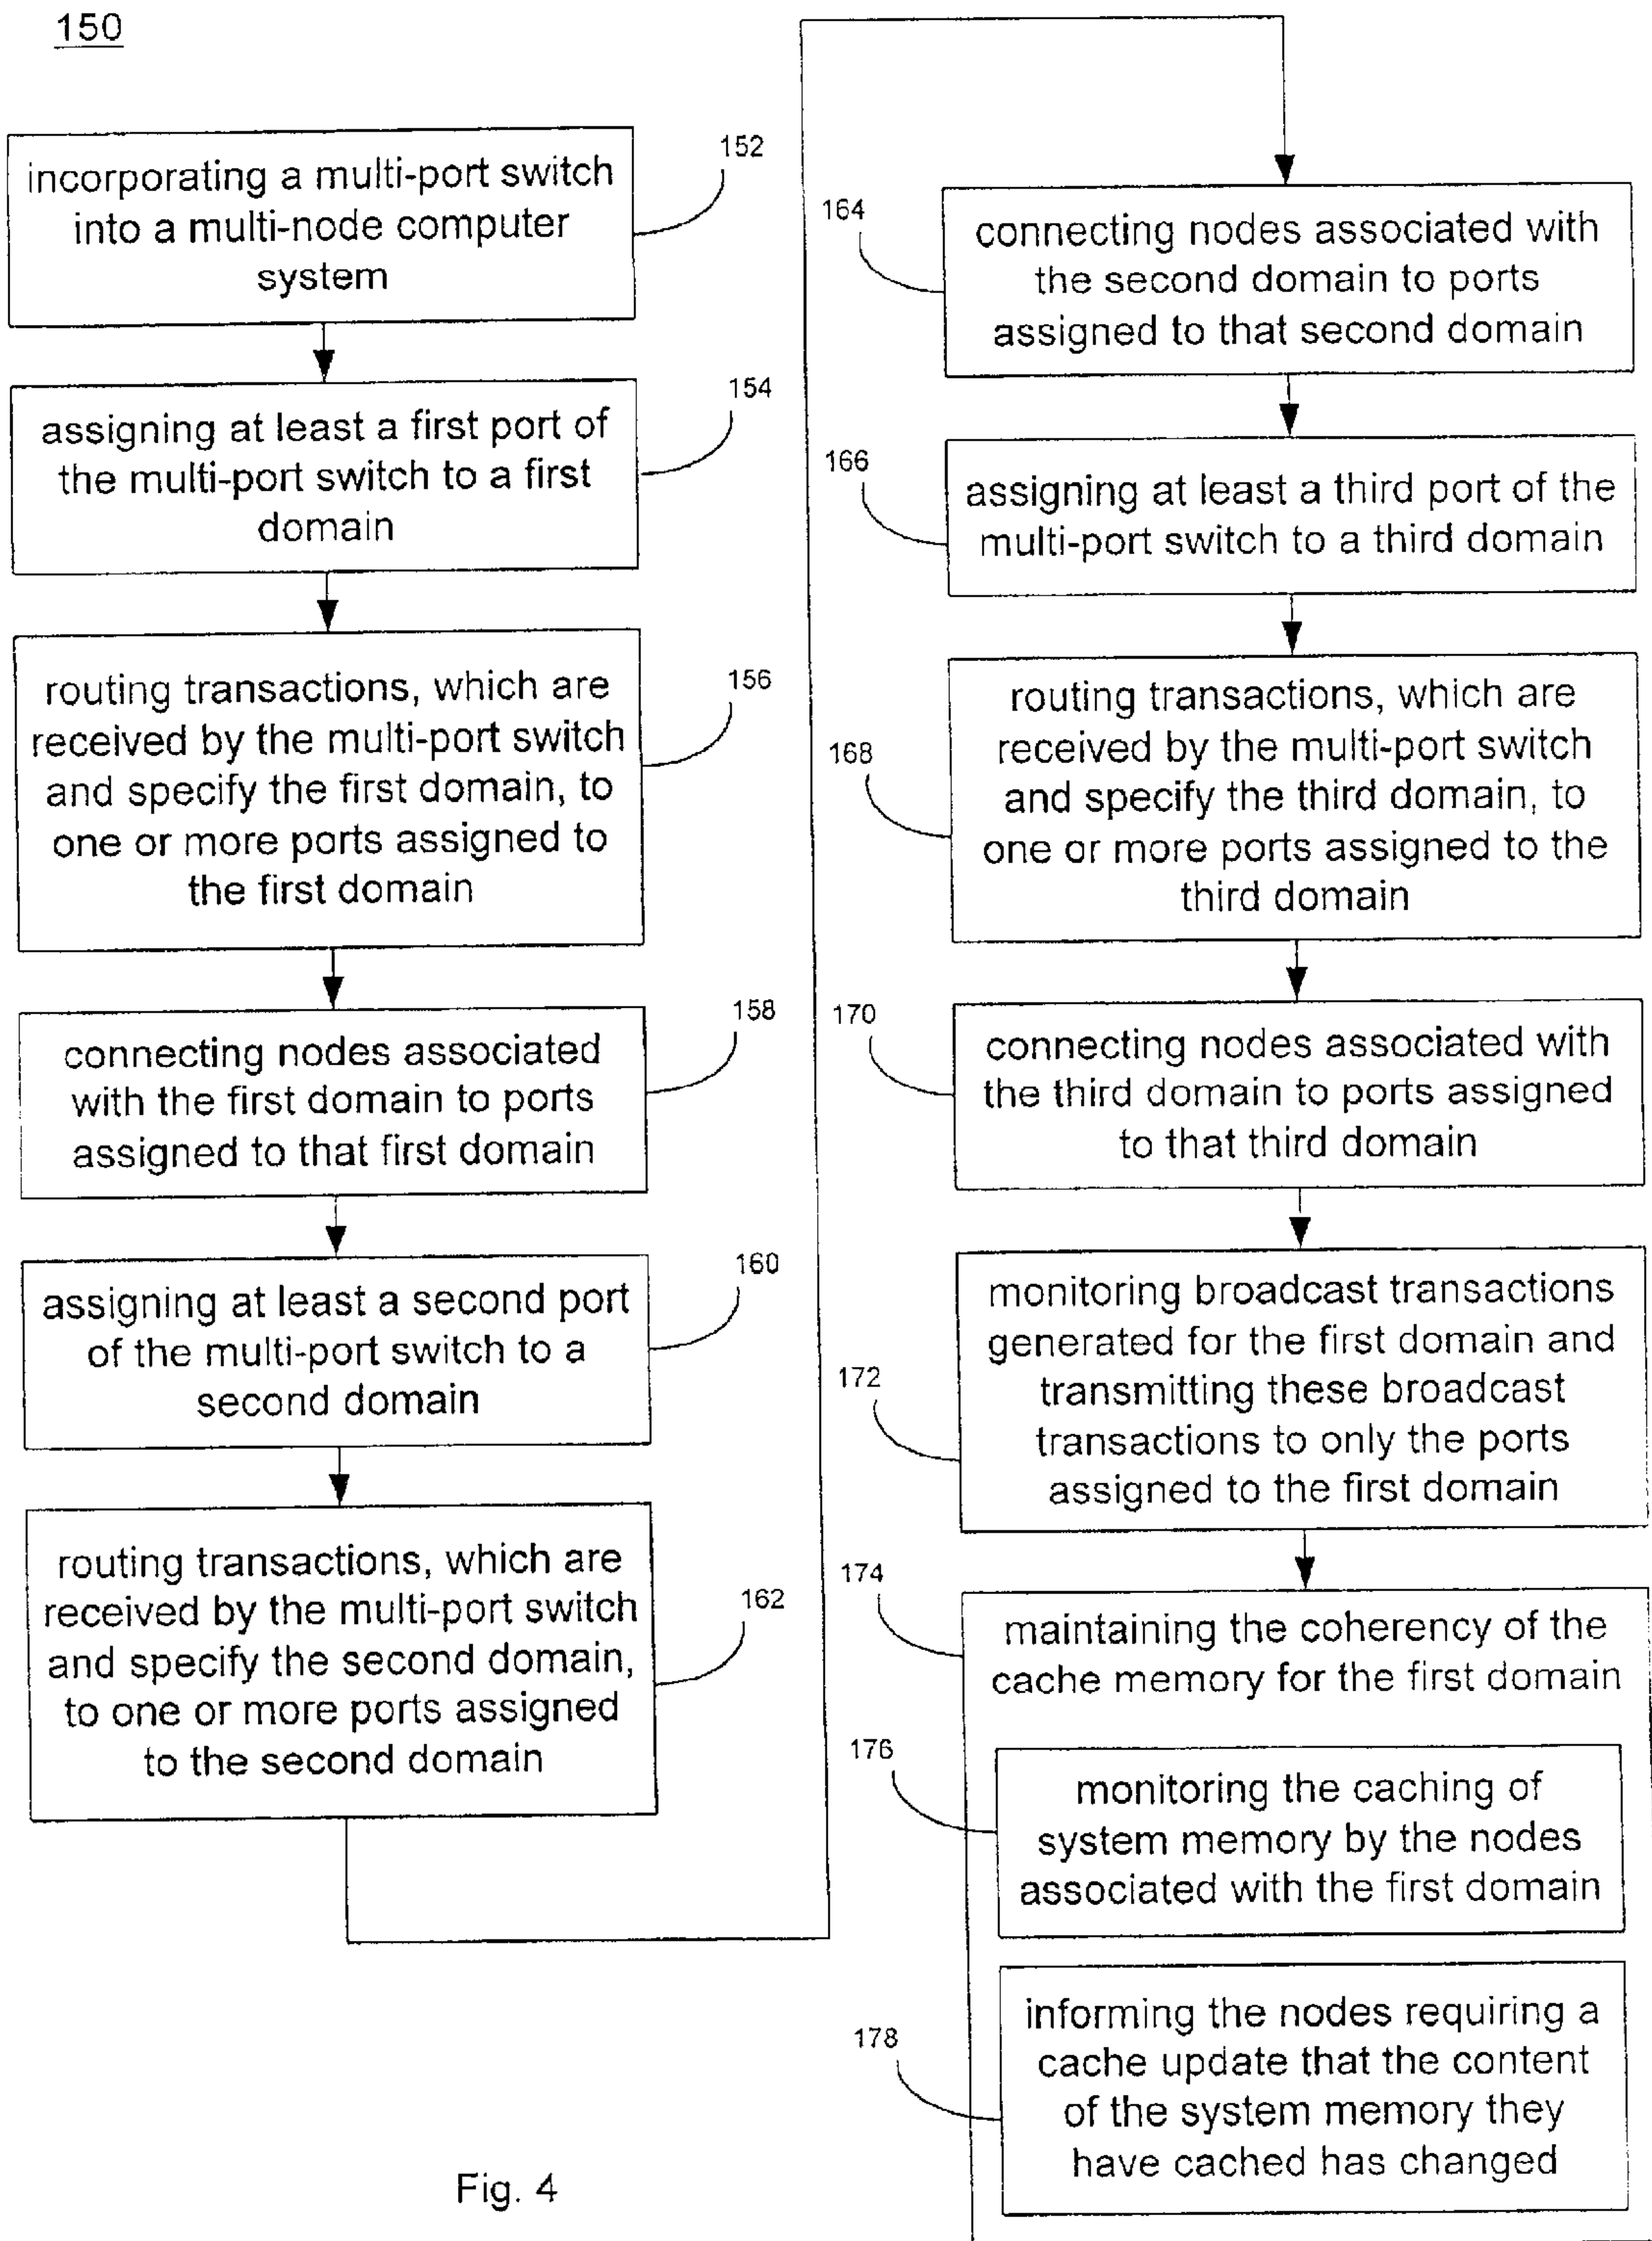 150
incorporating a multi-port switch
into a multi-node computer
system
152
assigning at least a first port of
the multi-port switch to a first
domain
154
routing transactions, which are
received by the multi-port switch
and specify the first domain, to
one or more ports assigned to
the first domain
156
connecting nodes associated
with the first domain to ports
assigned to that first domain
158
assigning at least a second port
of the multi-port switch to a
second domain
160
routing transactions, which are
received by the multi-port switch
and specify the second domain,
to one or more ports assigned
to the second domain
162
164
connecting nodes associated with
the second domain to ports
assigned to that second domain
166
assigning at least a third port of the
multi-port switch to a third domain
168
routing transactions, which are
received by the multi-port switch
and specify the third domain, to
one or more ports assigned to the
third domain
170
connecting nodes associated with
the third domain to ports assigned
to that third domain
172
monitoring broadcast transactions
generated for the first domain and
transmitting these broadcast
transactions to only the ports
assigned to the first domain
174
maintaining the coherency of the
cache memory for the first domain
176
monitoring the caching of
system memory by the nodes
associated with the first domain
178
informing the nodes requiring a
cache update that the content
of the system memory they
have cached has changed
Fig. 4